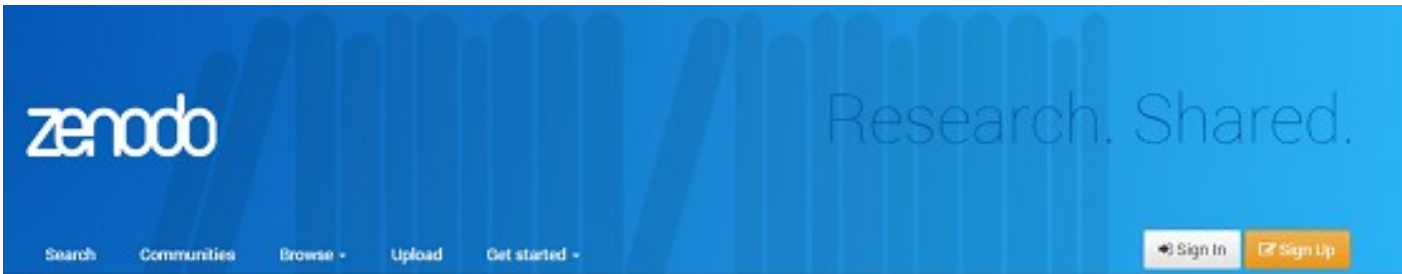 zenodo
Research. Shared.
Search Communities Browse Upload Get started Sign In Sign Up